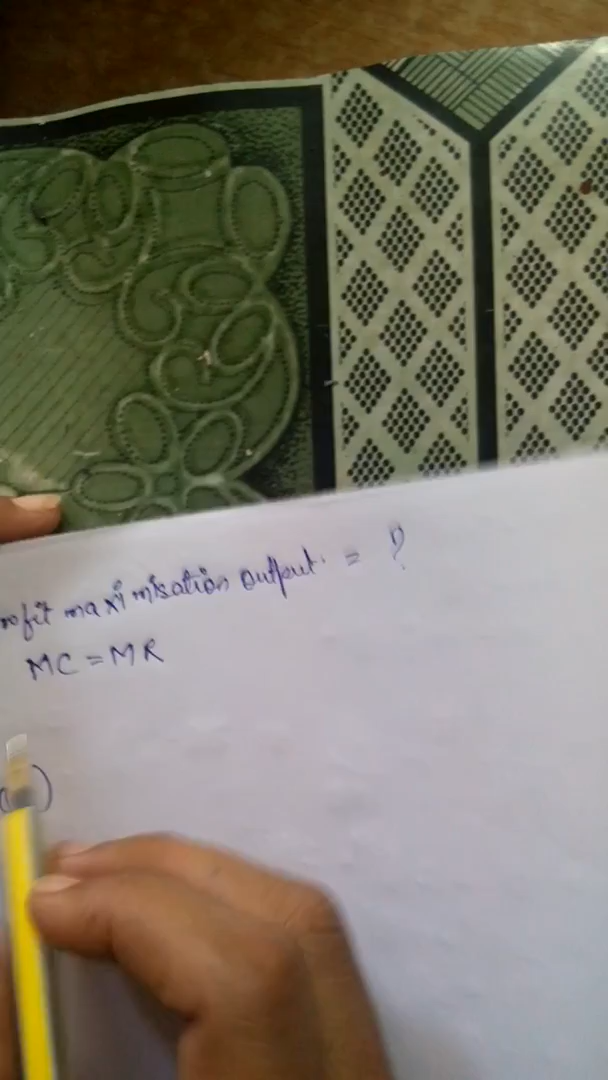 rofit maximisation output. = ?
MC = MR